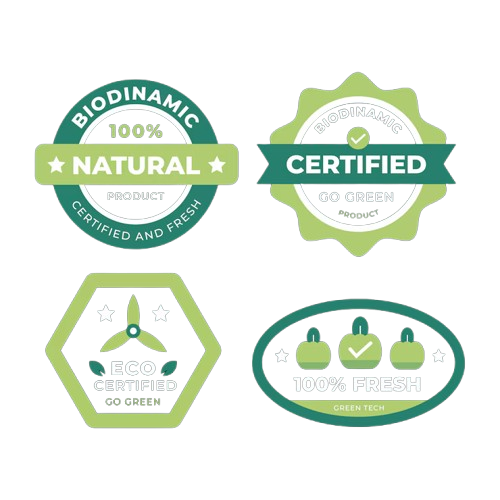 BIODINAMIC
100%
NATURAL
PRODUCT
CERTIFIED AND FRESH
BIODINAMIC
CERTIFIED
GO GREEN
PRODUCT
ECO
CERTIFIED
GO GREEN
100% FRESH
GREEN TECH